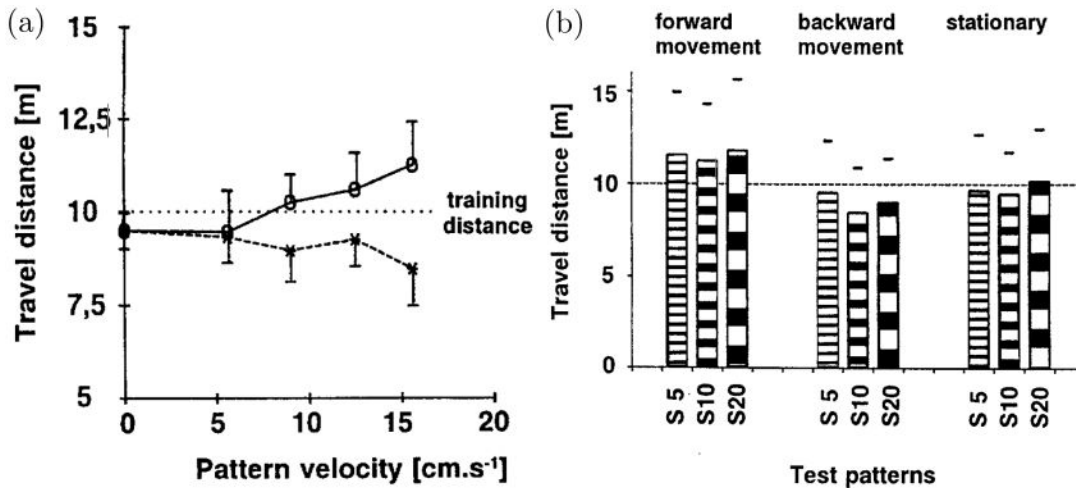 (a)
15
12,5
10
7,5
5
Travel distance [m]
training
distance
0
5
10
15
20
Pattern velocity [cm.s⁻¹]
(b)
forward
movement
backward
movement
stationary
15
10
5
0
Travel distance [m]
S 5
S10
S20
S 5
S10
S20
S 5
S10
S20
Test patterns